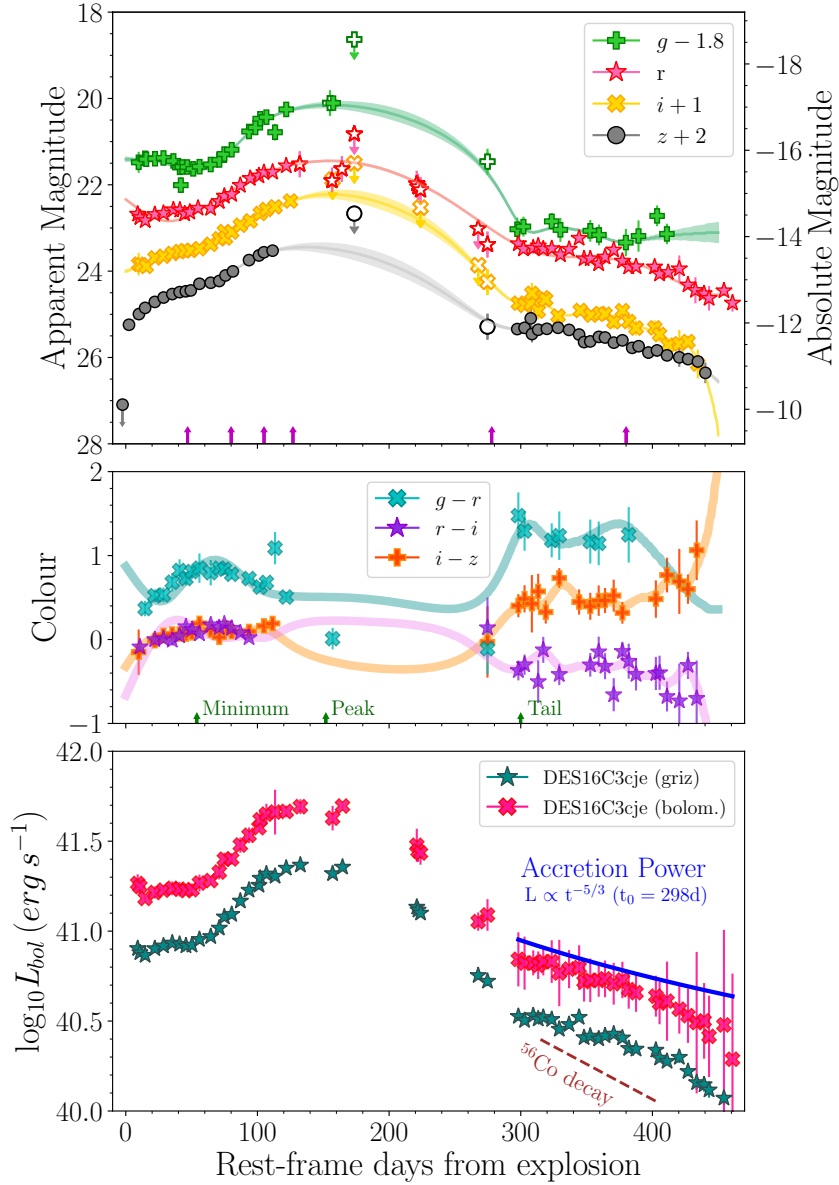 18
20
22
24
26
28
Apparent Magnitude
g − 1.8
r
i + 1
z + 2
−18
−16
−14
−12
−10
Absolute Magnitude
2
1
0
−1
Colour
g − r
r − i
i − z
Minimum
Peak
Tail
42.0
41.5
41.0
40.5
40.0
log₁₀L_bol (erg s⁻¹)
DES16C3cje (griz)
DES16C3cje (bolom.)
Accretion Power
L ∝ t^{−5/3} (t₀ = 298d)
⁵⁶Co decay
0 100 200 300 400
Rest-frame days from explosion